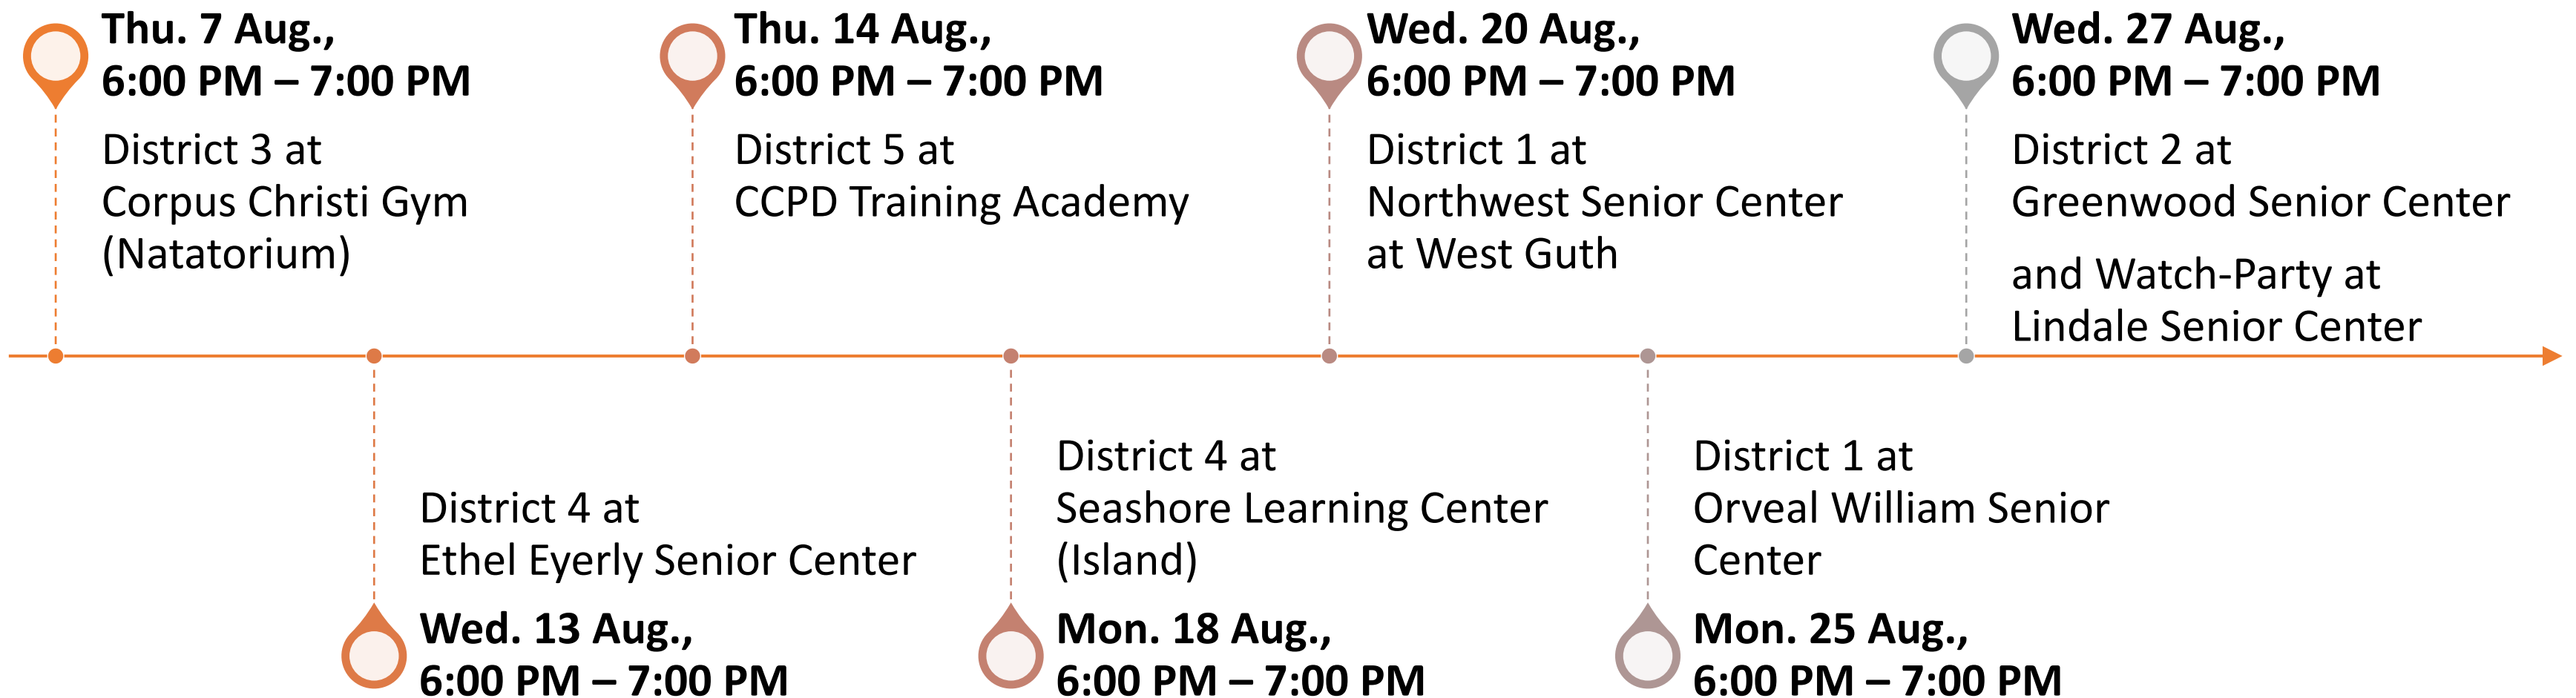 Thu. 7 Aug.,
6:00 PM – 7:00 PM
District 3 at
Corpus Christi Gym
(Natatorium)
District 4 at
Ethel Eyerly Senior Center
Wed. 13 Aug.,
6:00 PM – 7:00 PM
Thu. 14 Aug.,
6:00 PM – 7:00 PM
District 5 at
CCPD Training Academy
District 4 at
Seashore Learning Center
(Island)
Mon. 18 Aug.,
6:00 PM – 7:00 PM
Wed. 20 Aug.,
6:00 PM – 7:00 PM
District 1 at
Northwest Senior Center
at West Guth
District 1 at
Orveal William Senior
Center
Mon. 25 Aug.,
6:00 PM – 7:00 PM
Wed. 27 Aug.,
6:00 PM – 7:00 PM
District 2 at
Greenwood Senior Center
and Watch-Party at
Lindale Senior Center